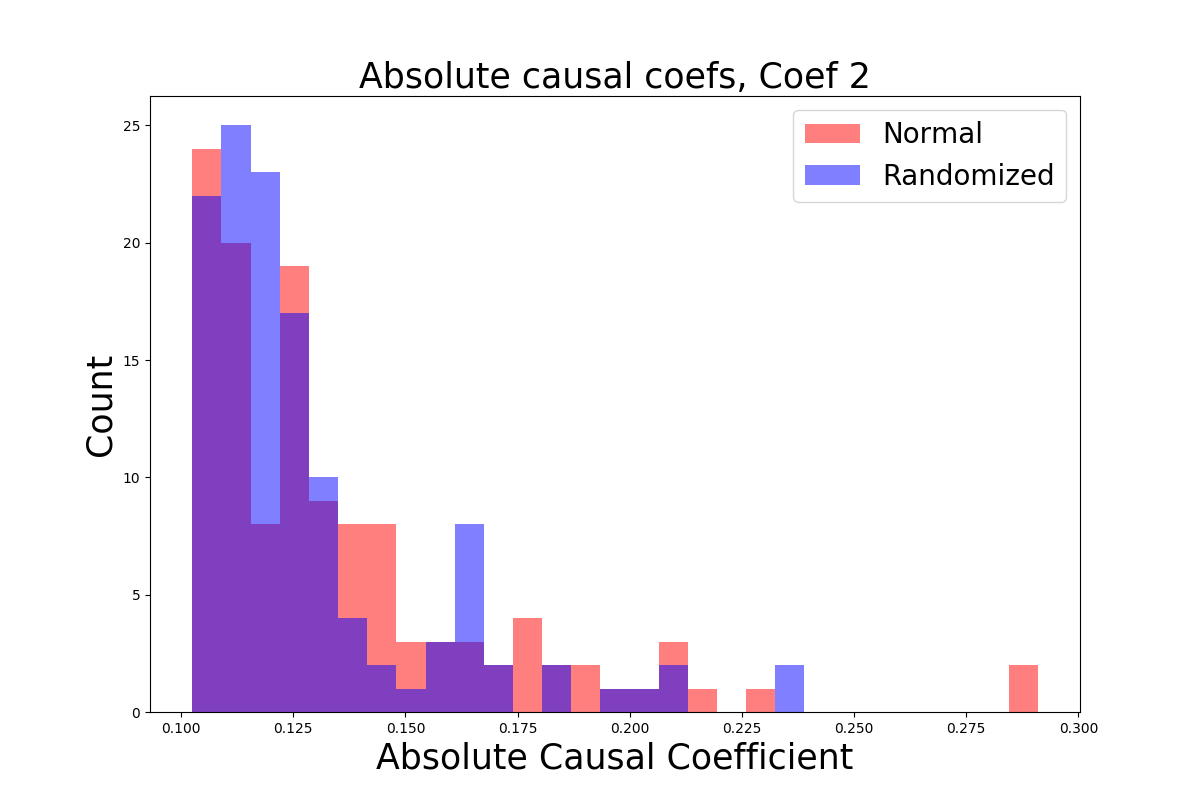 Absolute causal coefs, Coef 2
Normal
Randomized
25
20
15
10
5
0
Count
0.100 0.125 0.150 0.175 0.200 0.225 0.250 0.275 0.300
Absolute Causal Coefficient